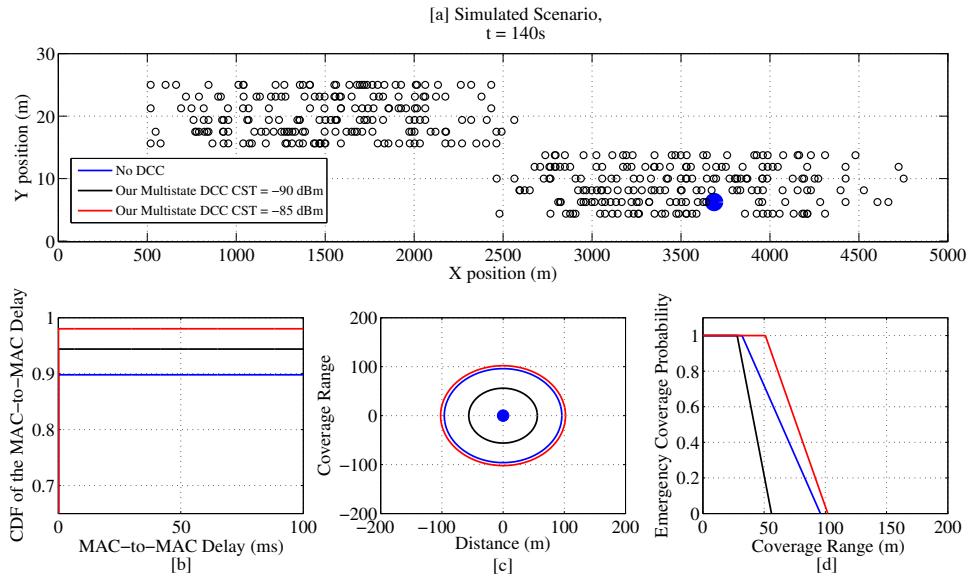 [a] Simulated Scenario,
t = 140s
30
20
10
0
Y position (m)
No DCC
Our Multistate DCC CST = −90 dBm
Our Multistate DCC CST = −85 dBm
0 500 1000 1500 2000 2500 3000 3500 4000 4500 5000
X position (m)
CDF of the MAC−to−MAC Delay
1
0.9
0.8
0.7
0 50 100
MAC−to−MAC Delay (ms)
[b]
Coverage Range
200
100
0
−100
−200
−200 −100 0 100 200
Distance (m)
[c]
Emergency Coverage Probability
1
0.8
0.6
0.4
0.2
0
0 50 100 150 200
Coverage Range (m)
[d]